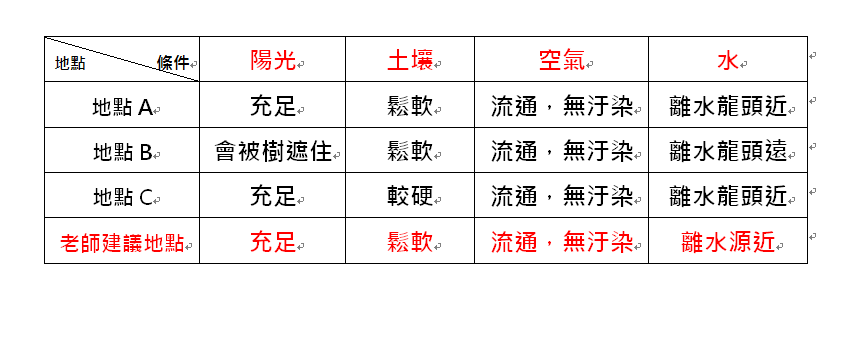 地點 條件 陽光 土壤 空氣 水
地點 A 充足 鬆軟 流通，無汙染 離水龍頭近
地點 B 會被樹遮住 鬆軟 流通，無汙染 離水龍頭遠
地點 C 充足 較硬 流通，無汙染 離水龍頭近
老師建議地點 充足 鬆軟 流通，無汙染 離水源近